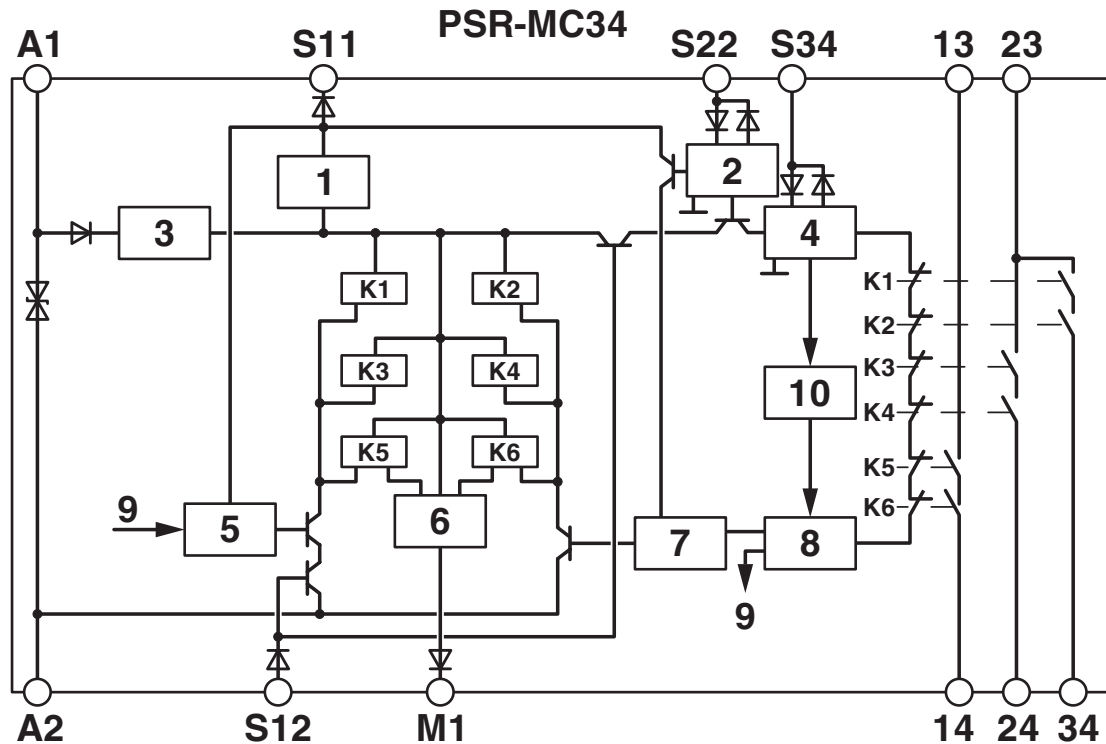 PSR-MC34
A1 S11 S22 S34 13 23
2
1
3 4
K1 K2 K1
K2
K3 K4 K3
10
K4
K5 K6 K5
6 K6
9 5 7 8
9
A2 S12 M1 14 24 34